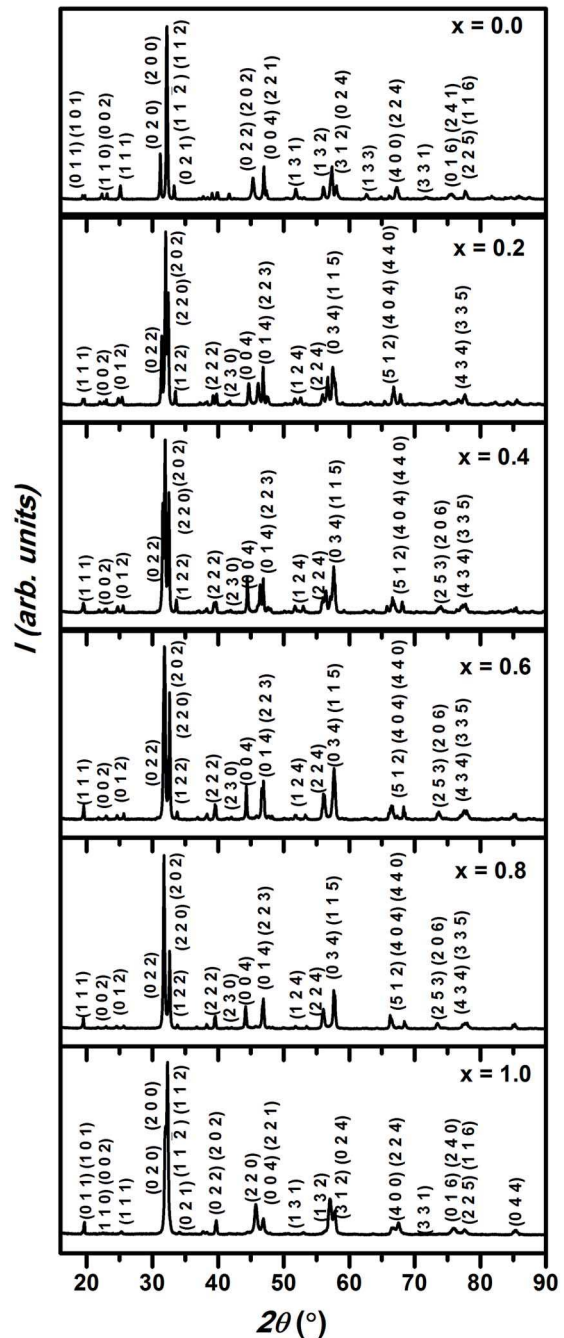 x = 0.0
(0 1 1) (1 0 1)
(1 1 0) (0 0 2)
(1 1 1)
(0 2 0) (2 0 0)
(0 2 1) (1 1 2̄) (1 1 2)
(0 2 2) (2 0 2)
(0 0 4) (2 2 1)
(1 3 1)
(1 3 2)
(3 1 2) (0 2 4)
(1 3 3)
(4 0 0) (2 2 4)
(3 3 1)
(0 1 6) (2 4 1)
(2 2 5) (1 1 6)
x = 0.2
(1 1 1)
(0 0 2)
(0 1 2)
(0 2 2)
(2 2 0) (2 0 2)
(1 2 2)
(2 2 2)
(2 3 0)
(0 0 4)
(0 1 4) (2 2 3)
(1 2 4)
(2 2 4)
(0 3 4) (1 1 5)
(5 1 2) (4 0 4) (4 4 0)
(4 3 4) (3 3 5)
x = 0.4
(1 1 1)
(0 0 2)
(0 1 2)
(0 2 2)
(2 2 0) (2 0 2)
(1 2 2)
(2 2 2)
(2 3 0)
(0 0 4)
(0 1 4) (2 2 3)
(1 2 4)
(2 2 4)
(0 3 4) (1 1 5)
(5 1 2) (4 0 4) (4 4 0)
(2 5 3) (2 0 6)
(4 3 4) (3 3 5)
x = 0.6
(1 1 1)
(0 0 2)
(0 1 2)
(0 2 2)
(2 2 0) (2 0 2)
(1 2 2)
(2 2 2)
(2 3 0)
(0 0 4)
(0 1 4) (2 2 3)
(1 2 4)
(2 2 4)
(0 3 4) (1 1 5)
(5 1 2) (4 0 4) (4 4 0)
(2 5 3) (2 0 6)
(4 3 4) (3 3 5)
x = 0.8
(1 1 1)
(0 0 2)
(0 1 2)
(0 2 2)
(2 2 0) (2 0 2)
(1 2 2)
(2 2 2)
(2 3 0)
(0 0 4)
(0 1 4) (2 2 3)
(1 2 4)
(2 2 4)
(0 3 4) (1 1 5)
(5 1 2) (4 0 4) (4 4 0)
(2 5 3) (2 0 6)
(4 3 4) (3 3 5)
x = 1.0
(0 1 1) (1 0 1)
(1 1 0) (0 0 2)
(1 1 1)
(0 2 0) (2 0 0)
(0 2 1) (1 1 2̄) (1 1 2)
(0 2 2) (2 0 2)
(2 2 0)
(0 0 4) (2 2 1)
(1 3 1)
(1 3 2)
(3 1 2) (0 2 4)
(4 0 0) (2 2 4)
(3 3 1)
(0 1 6) (2 4 0)
(2 2 5) (1 1 6)
(0 4 4)
I (arb. units)
20 30 40 50 60 70 80 90
2θ (°)